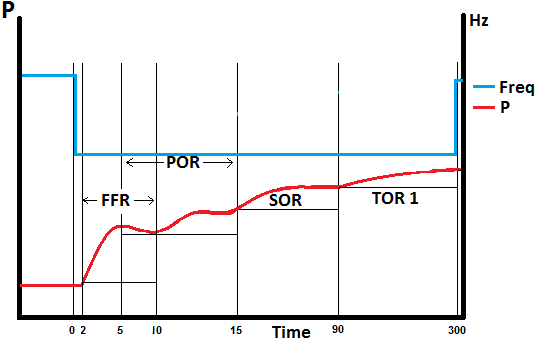 P
Hz
Freq
P
POR
FFR
SOR
TOR 1
0 2 5 10 15 90 300
Time